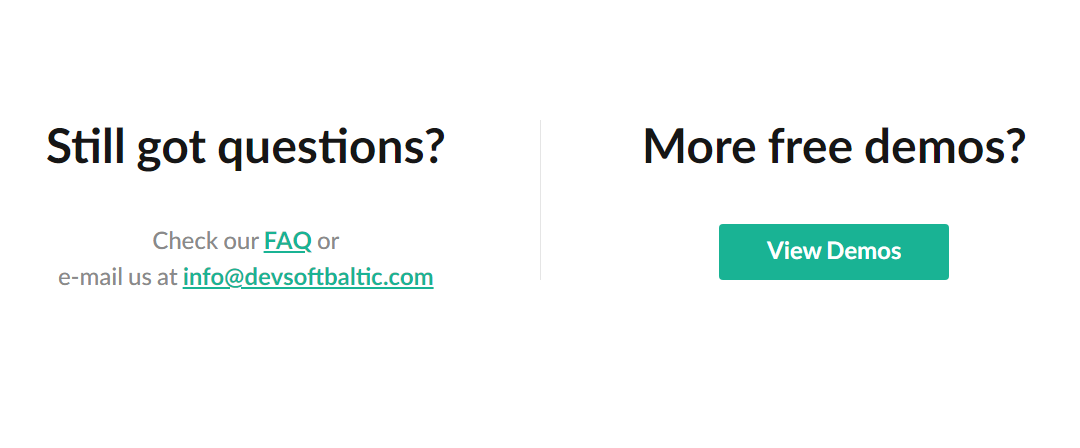 Still got questions?
Check our FAQ or
e-mail us at info@devsoftbaltic.com
More free demos?
View Demos